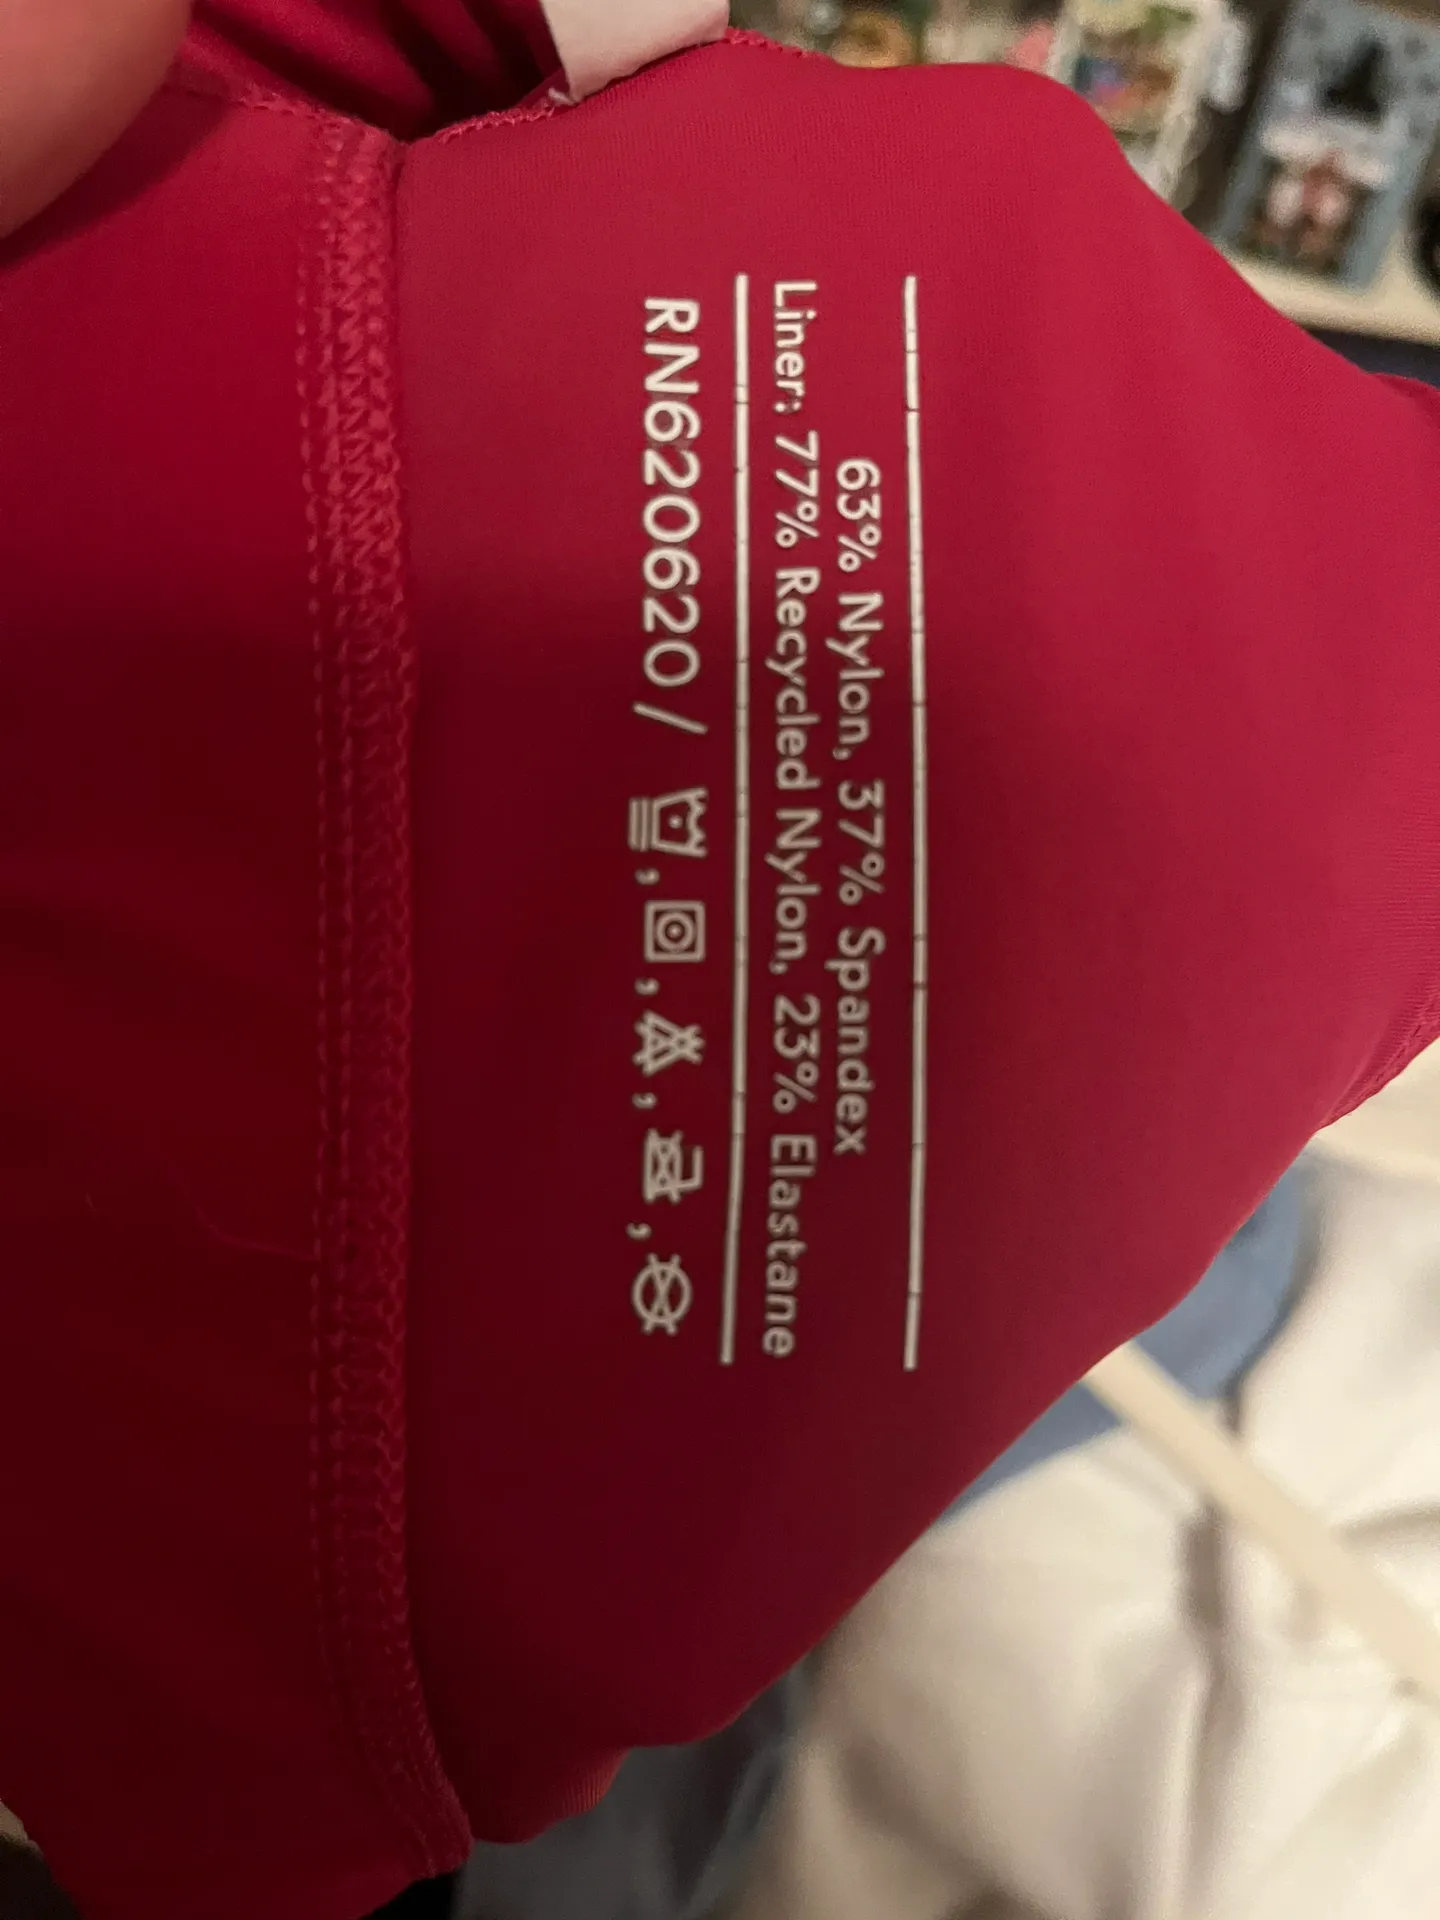 63% Nylon, 37% Spandex
Liner: 77% Recycled Nylon, 23% Elastane
RN620620 / , , , ,